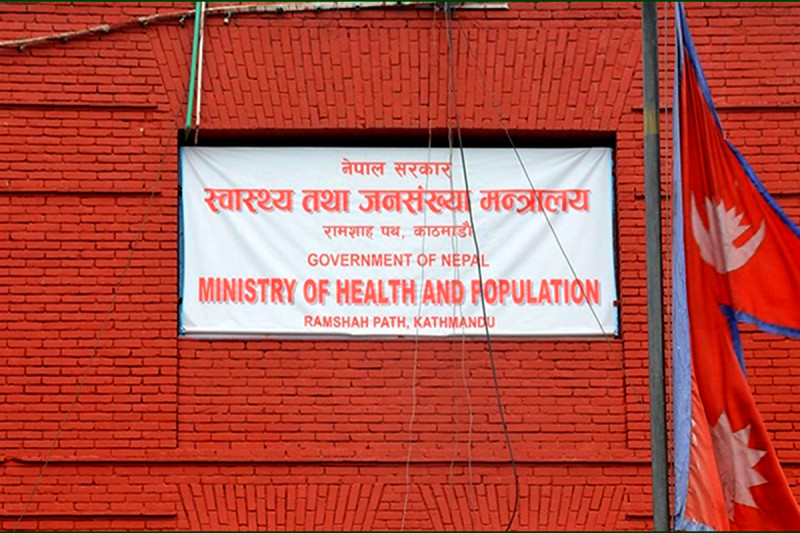 नेपाल सरकार
स्वास्थ्य तथा जनसंख्या मन्त्रालय
रामशाह पथ, काठमाडौं
GOVERNMENT OF NEPAL
MINISTRY OF HEALTH AND POPULATION
RAMSHAH PATH, KATHMANDU